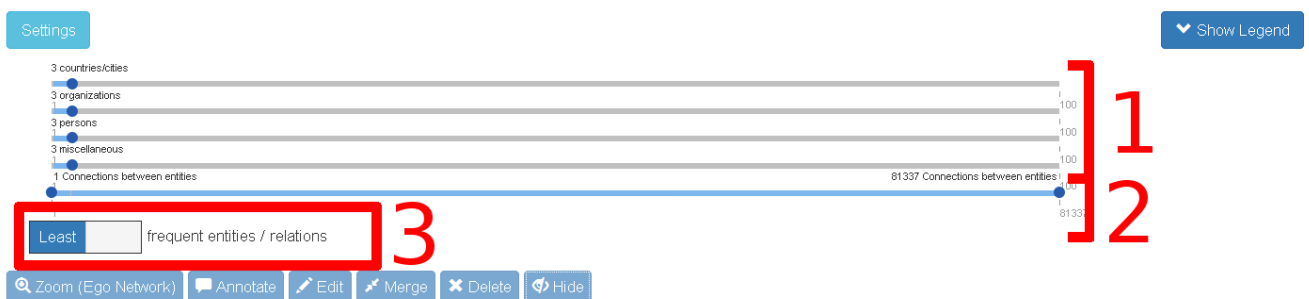 Settings
Show Legend
3 countries/cities
3 organizations
1
100
3 persons
1
100
3 miscellaneous
1
100
1 Connections between entities
81337 Connections between entities
100
81337
1
2
Least
frequent entities / relations
3
Zoom (Ego Network)
Annotate
Edit
Merge
Delete
Hide